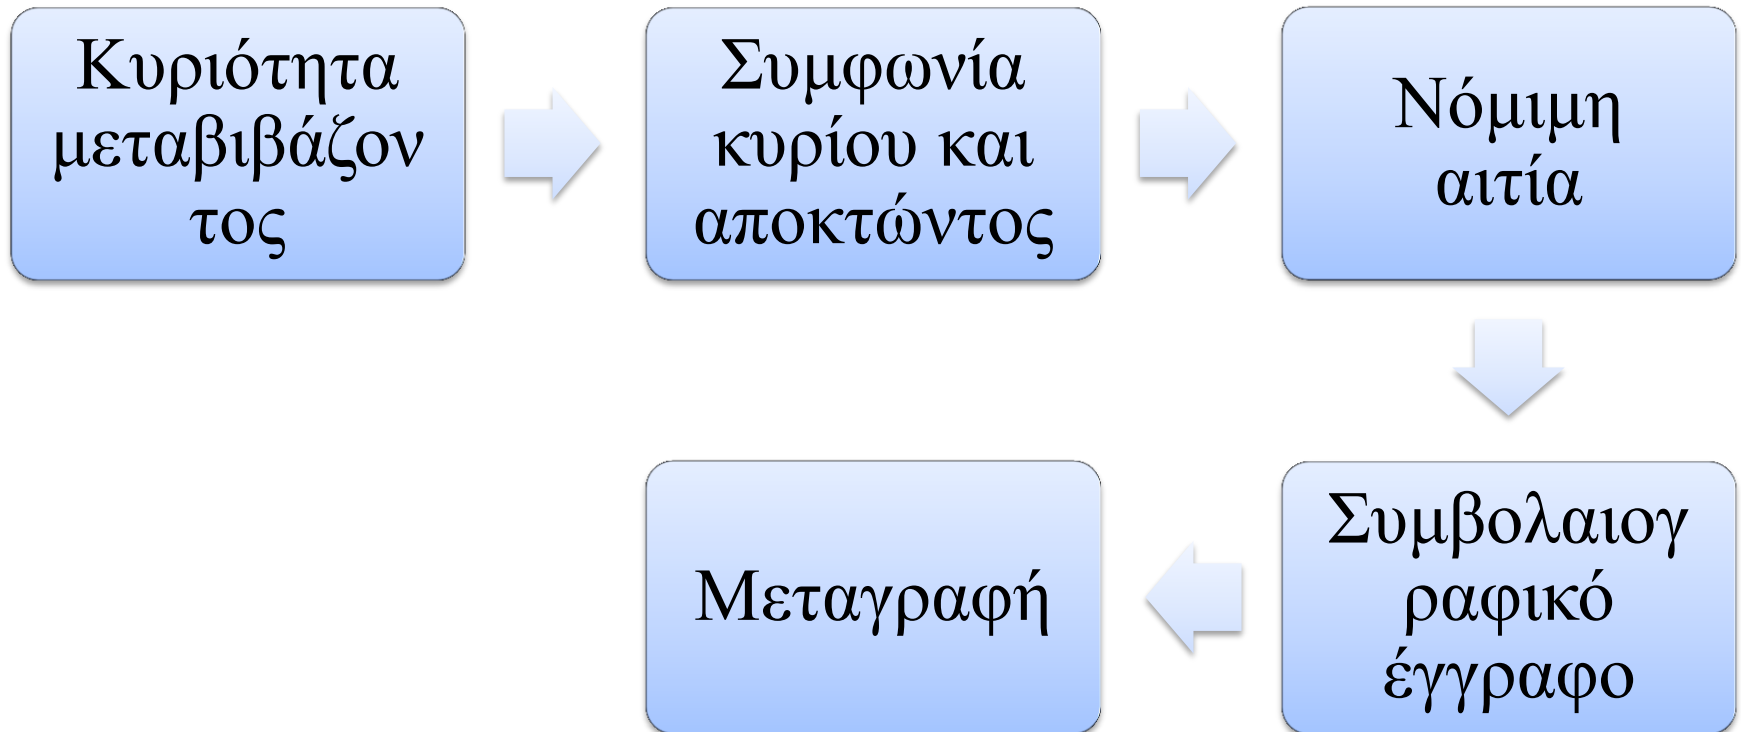 Κυριότητα
μεταβιβάζον
τος
Συμφωνία
κυρίου και
αποκτώντος
Νόμιμη
αιτία
Συμβολαιογ
ραφικό
έγγραφο
Μεταγραφή